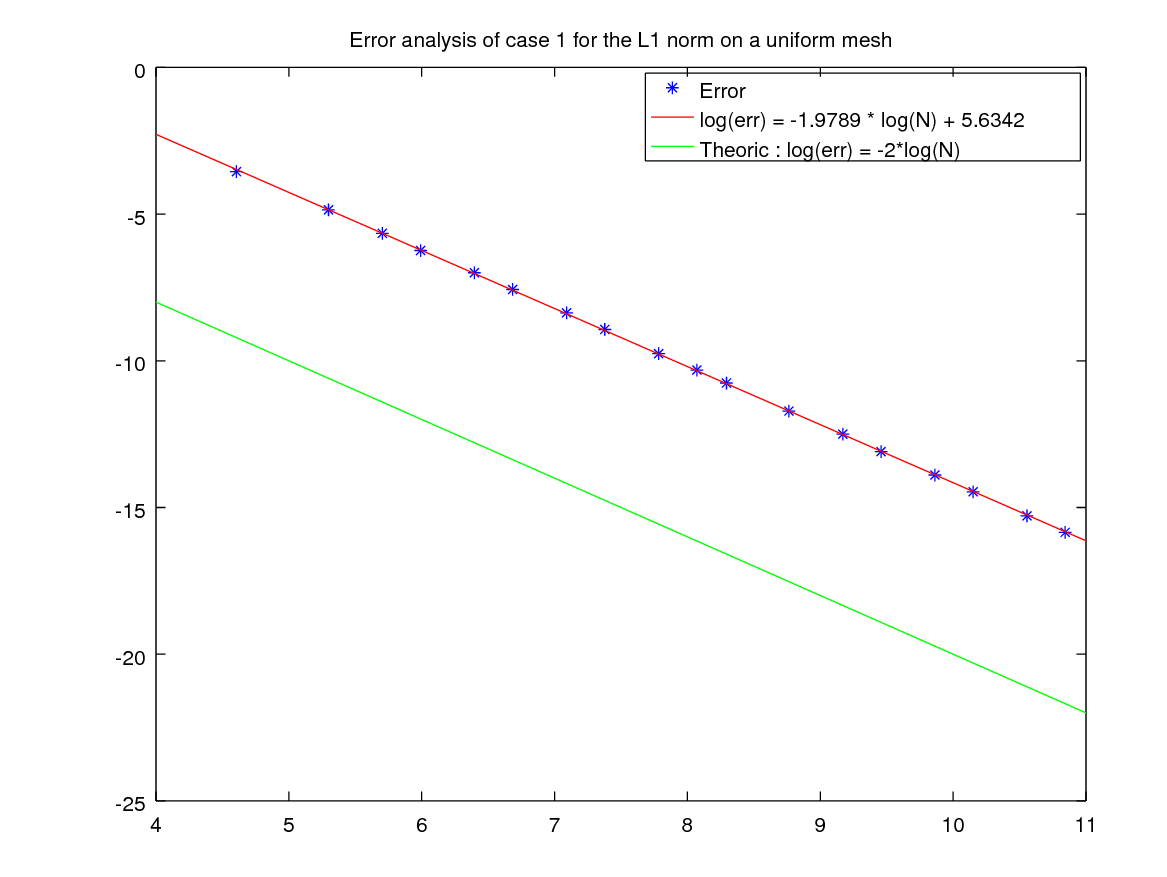 Error analysis of case 1 for the L1 norm on a uniform mesh
Error
log(err) = -1.9789 * log(N) + 5.6342
Theoric : log(err) = -2*log(N)
0
-5
-10
-15
-20
-25
4 5 6 7 8 9 10 11